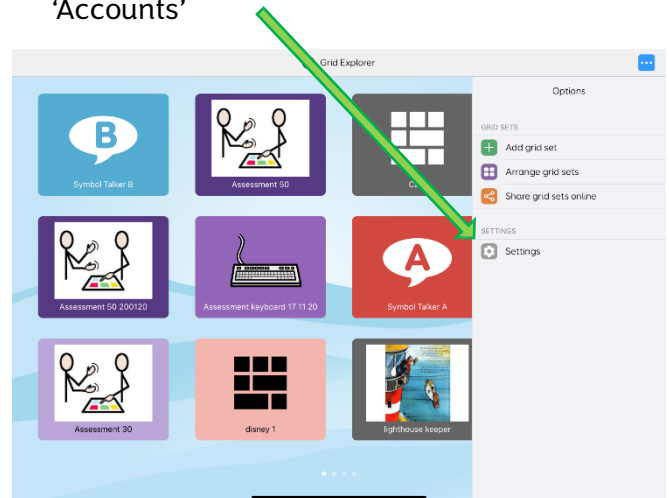 ‘Accounts’
Grid Explorer
Options
GRID SETS
Add grid set
Arrange grid sets
Share grid sets online
SETTINGS
Settings
B
Symbol Talker B
Assessment 50
Assessment 50 200120
Assessment keyboard 17 11 20
A
Symbol Talker A
Assessment 30
disney 1
lighthouse keeper